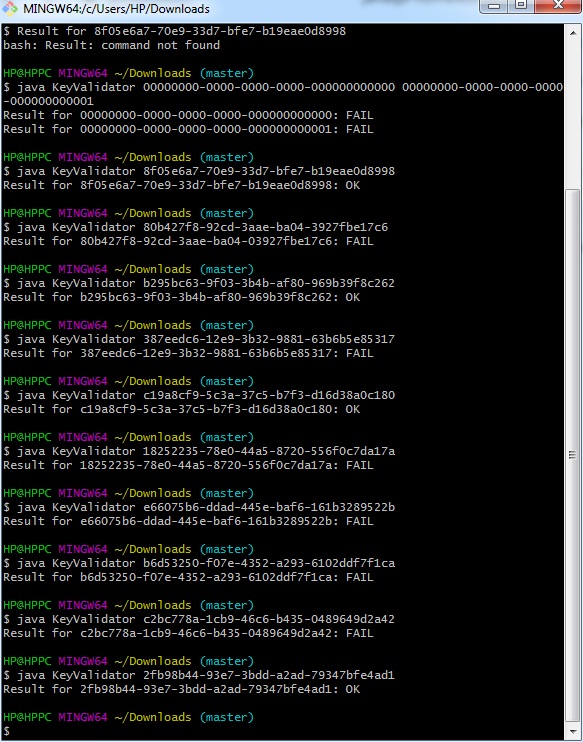 MINGW64:/c/Users/HP/Downloads
$ Result for 8f05e6a7-70e9-33d7-bfe7-b19eae0d8998
bash: Result: command not found
HP@HPPC MINGW64 ~/Downloads (master)
$ java KeyValidator 00000000-0000-0000-0000-000000000000 00000000-0000-0000-0000
-000000000001
Result for 00000000-0000-0000-0000-000000000000: FAIL
Result for 00000000-0000-0000-0000-000000000001: FAIL
HP@HPPC MINGW64 ~/Downloads (master)
$ java KeyValidator 8f05e6a7-70e9-33d7-bfe7-b19eae0d8998
Result for 8f05e6a7-70e9-33d7-bfe7-b19eae0d8998: OK
HP@HPPC MINGW64 ~/Downloads (master)
$ java KeyValidator 80b427f8-92cd-3aae-ba04-3927fbe17c6
Result for 80b427f8-92cd-3aae-ba04-03927fbe17c6: FAIL
HP@HPPC MINGW64 ~/Downloads (master)
$ java KeyValidator b295bc63-9f03-3b4b-af80-969b39f8c262
Result for b295bc63-9f03-3b4b-af80-969b39f8c262: OK
HP@HPPC MINGW64 ~/Downloads (master)
$ java KeyValidator 387eedc6-12e9-3b32-9881-63b6b5e85317
Result for 387eedc6-12e9-3b32-9881-63b6b5e85317: FAIL
HP@HPPC MINGW64 ~/Downloads (master)
$ java KeyValidator c19a8cf9-5c3a-37c5-b7f3-d16d38a0c180
Result for c19a8cf9-5c3a-37c5-b7f3-d16d38a0c180: OK
HP@HPPC MINGW64 ~/Downloads (master)
$ java KeyValidator 18252235-78e0-44a5-8720-556f0c7da17a
Result for 18252235-78e0-44a5-8720-556f0c7da17a: FAIL
HP@HPPC MINGW64 ~/Downloads (master)
$ java KeyValidator e66075b6-ddad-445e-baf6-161b3289522b
Result for e66075b6-ddad-445e-baf6-161b3289522b: FAIL
HP@HPPC MINGW64 ~/Downloads (master)
$ java KeyValidator b6d53250-f07e-4352-a293-6102ddf7f1ca
Result for b6d53250-f07e-4352-a293-6102ddf7f1ca: FAIL
HP@HPPC MINGW64 ~/Downloads (master)
$ java KeyValidator c2bc778a-1cb9-46c6-b435-0489649d2a42
Result for c2bc778a-1cb9-46c6-b435-0489649d2a42: FAIL
HP@HPPC MINGW64 ~/Downloads (master)
$ java KeyValidator 2fb98b44-93e7-3bdd-a2ad-79347bfe4ad1
Result for 2fb98b44-93e7-3bdd-a2ad-79347bfe4ad1: OK
HP@HPPC MINGW64 ~/Downloads (master)
$